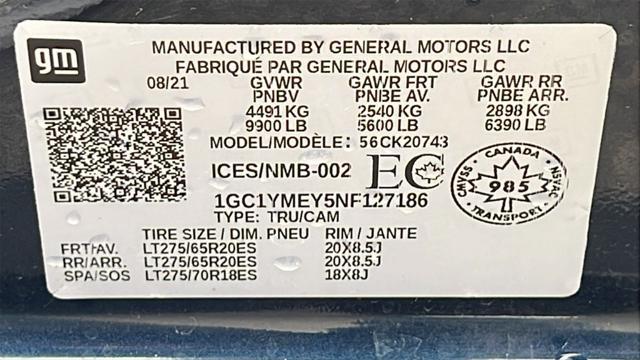 gm
MANUFACTURED BY GENERAL MOTORS LLC
FABRIQUÉ PAR GENERAL MOTORS LLC
08/21 GVWR GAWR FRT GAWR RR
PNBV PNBE AV. PNBE ARR.
4491 KG 2540 KG 2898 KG
9900 LB 5600 LB 6390 LB
MODEL/MODÈLE: 56CK20743
ICES/NMB-002 EC
CANADA
CMVSS 985 NSVAC
TRANSPORT
1GC1YMEY5NF127186
TYPE: TRU/CAM
TIRE SIZE / DIM. PNEU RIM / JANTE
FRT/AV. LT275/65R20ES 20X8.5J
RR/ARR. LT275/65R20ES 20X8.5J
SPA/SOS LT275/70R18ES 18X8J